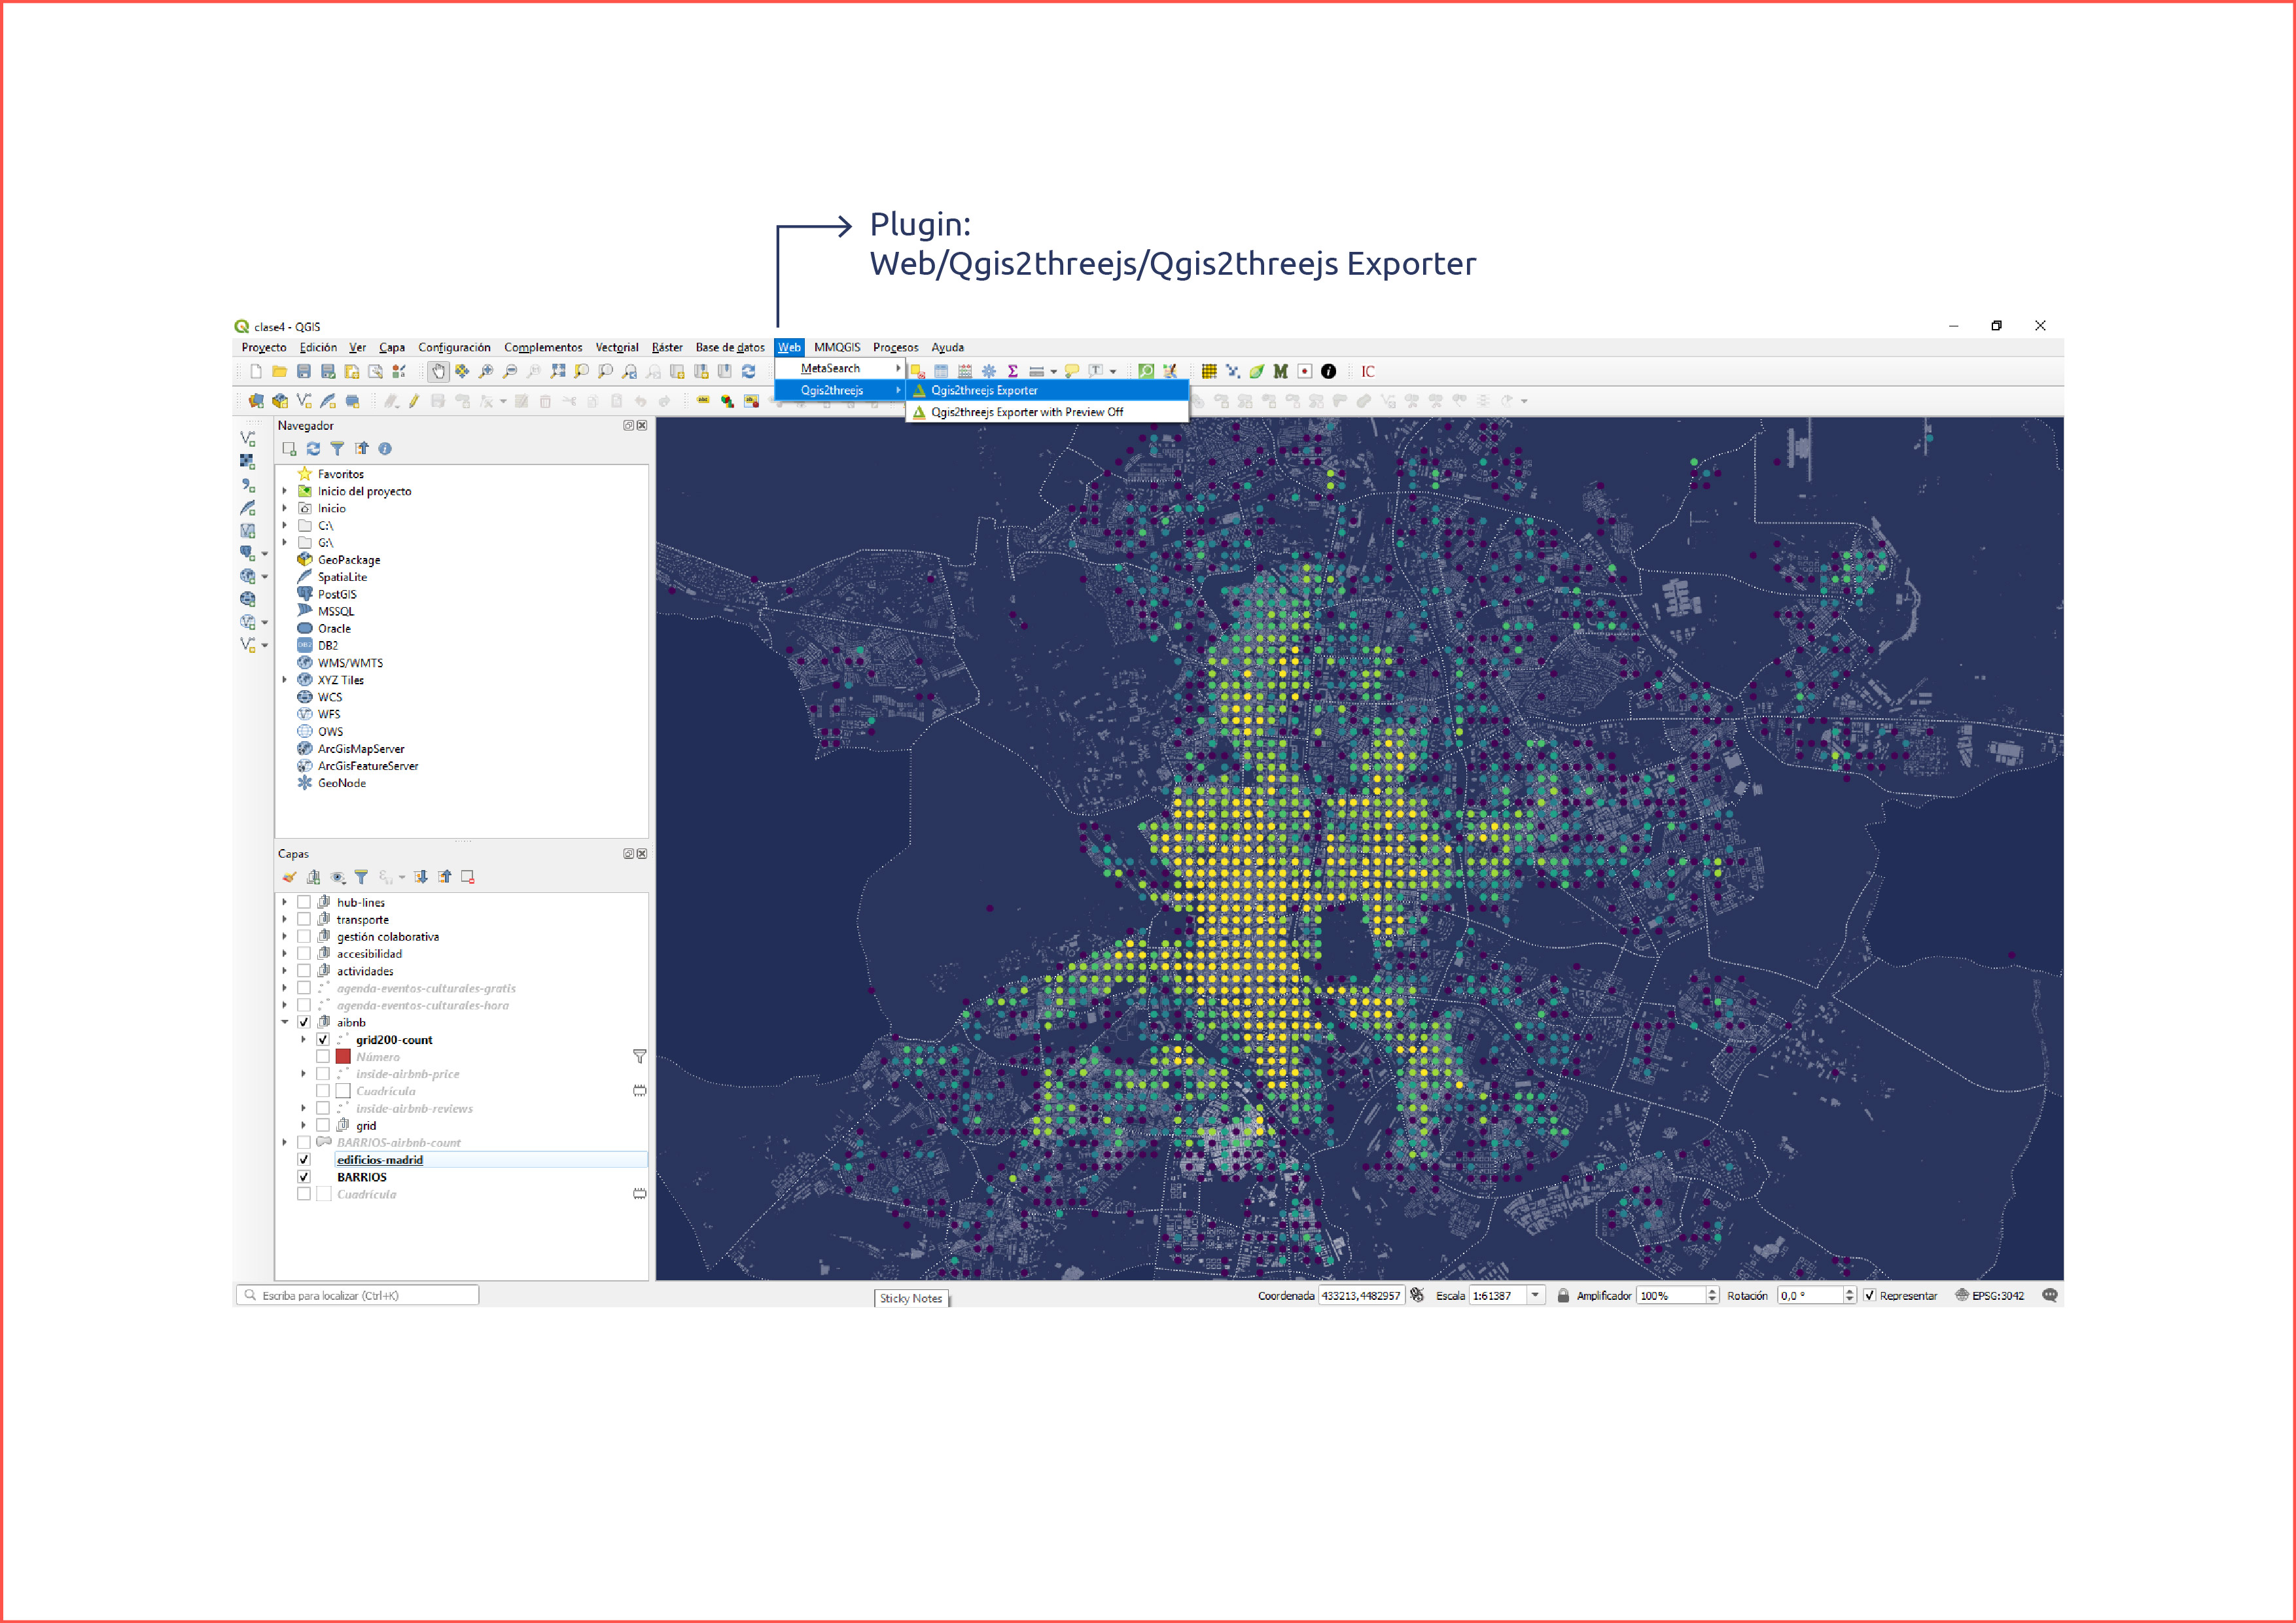 Plugin:
Web/Qgis2threejs/Qgis2threejs Exporter
clase4 - QGIS
Proyecto Edición Ver Capa Configuración Complementos Vectorial Ráster Base de datos Web MMQGIS Procesos Ayuda
MetaSearch
Qgis2threejs
Qgis2threejs Exporter
Qgis2threejs Exporter with Preview Off
IC
Navegador
Favoritos
Inicio del proyecto
Inicio
C:\
G:\
GeoPackage
SpatiaLite
PostGIS
MSSQL
Oracle
DB2
WMS/WMTS
XYZ Tiles
WCS
WFS
OWS
ArcGisMapServer
ArcGisFeatureServer
GeoNode
Capas
hub-lines
transporte
gestión colaborativa
accesibilidad
actividades
agenda-eventos-culturales-gratis
agenda-eventos-culturales-hora
aibnb
grid200-count
Número
inside-airbnb-price
Cuadrícula
inside-airbnb-reviews
grid
BARRIOS-airbnb-count
edificios-madrid
BARRIOS
Cuadrícula
Escriba para localizar (Ctrl+K)
Sticky Notes
Coordenada 433213,4482957 Escala 1:61387 Amplificador 100% Rotación 0,0 ° Representar EPSG:3042